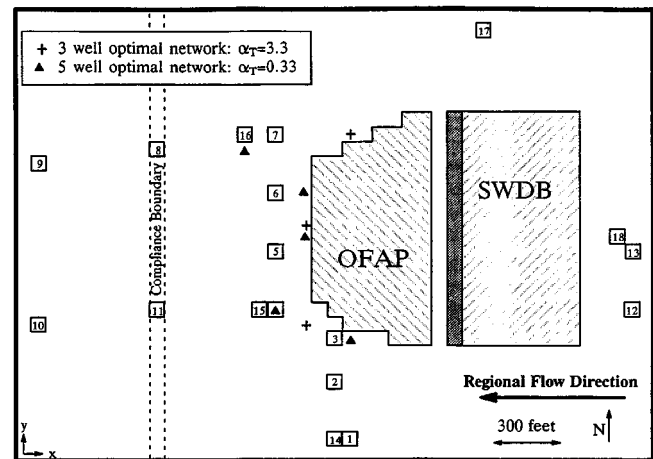 + 3 well optimal network: αT=3.3
▲ 5 well optimal network: αT=0.33
17
16
7
8
9
Compliance Boundary
6
SWDB
5
OFAP
18
13
10
11
15
12
3
2
Regional Flow Direction
300 feet
N
14
1
y
x